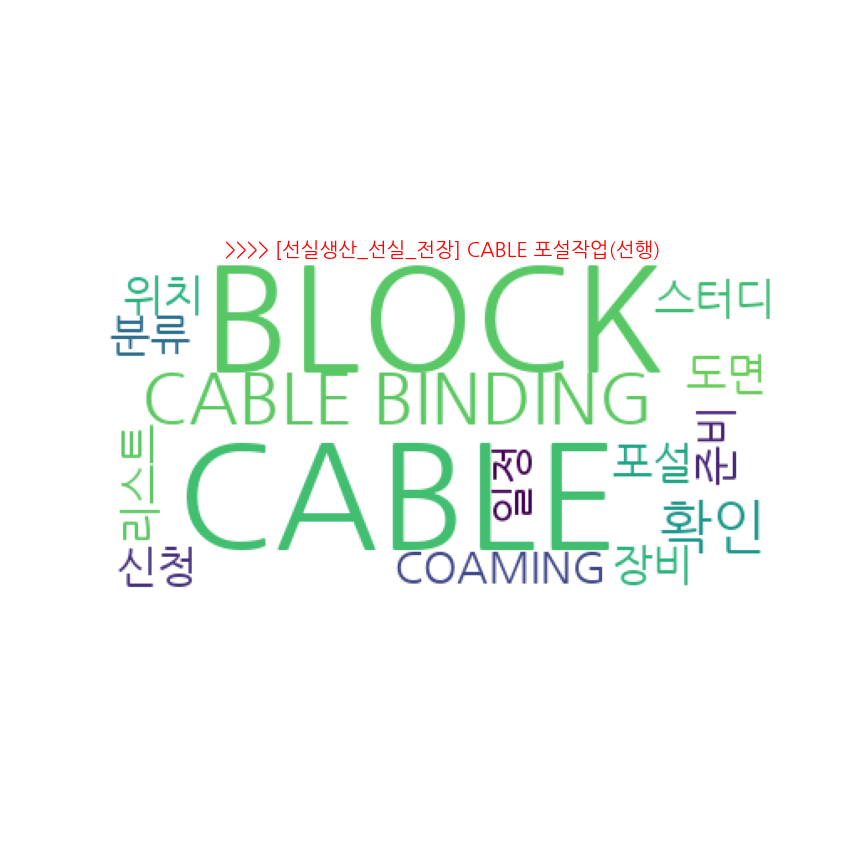 >>>> [선실생산_선실_전장] CABLE 포설작업(선행)
위치
BLOCK
스터디
분류
도면
CABLE BINDING
준비
리스트
CABLE
일정
포설
확인
신청
COAMING
장비